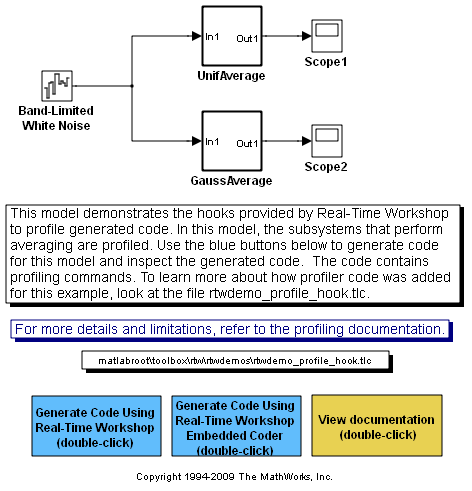 In1
Out1
UnifAverage
Scope1
Band-Limited
White Noise
In1
Out1
GaussAverage
Scope2
This model demonstrates the hooks provided by Real-Time Workshop
to profile generated code. In this model, the subsystems that perform
averaging are profiled. Use the blue buttons below to generate code
for this model and inspect the generated code.  The code contains
profiling commands. To learn more about how profiler code was added
for this example, look at the file rtwdemo_profile_hook.tlc.
For more details and limitations, refer to the profiling documentation.
matlabroot\toolbox\rtw\rtwdemos\rtwdemo_profile_hook.tlc
Generate Code Using
Real-Time Workshop
(double-click)
Generate Code Using
Real-Time Workshop
Embedded Coder
(double-click)
View documentation
(double-click)
Copyright 1994-2009 The MathWorks, Inc.